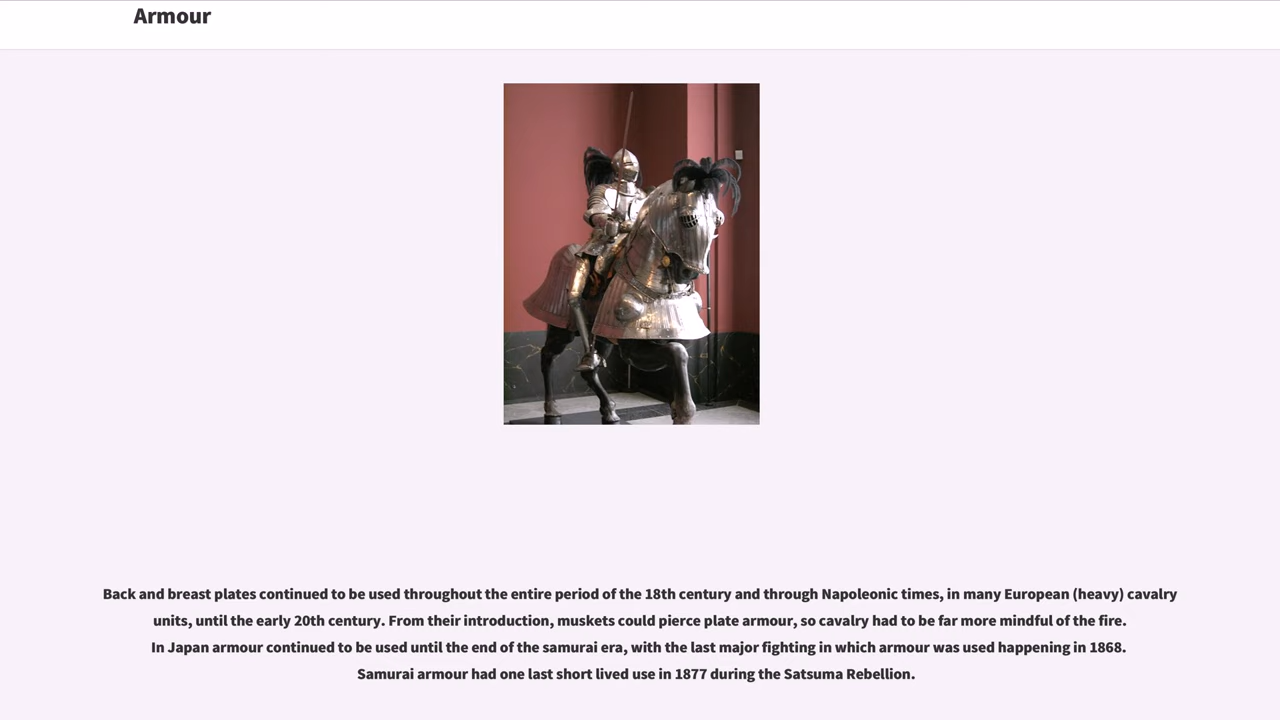 Armour
Back and breast plates continued to be used throughout the entire period of the 18th century and through Napoleonic times, in many European (heavy) cavalry
units, until the early 20th century. From their introduction, muskets could pierce plate armour, so cavalry had to be far more mindful of the fire.
In Japan armour continued to be used until the end of the samurai era, with the last major fighting in which armour was used happening in 1868.
Samurai armour had one last short lived use in 1877 during the Satsuma Rebellion.